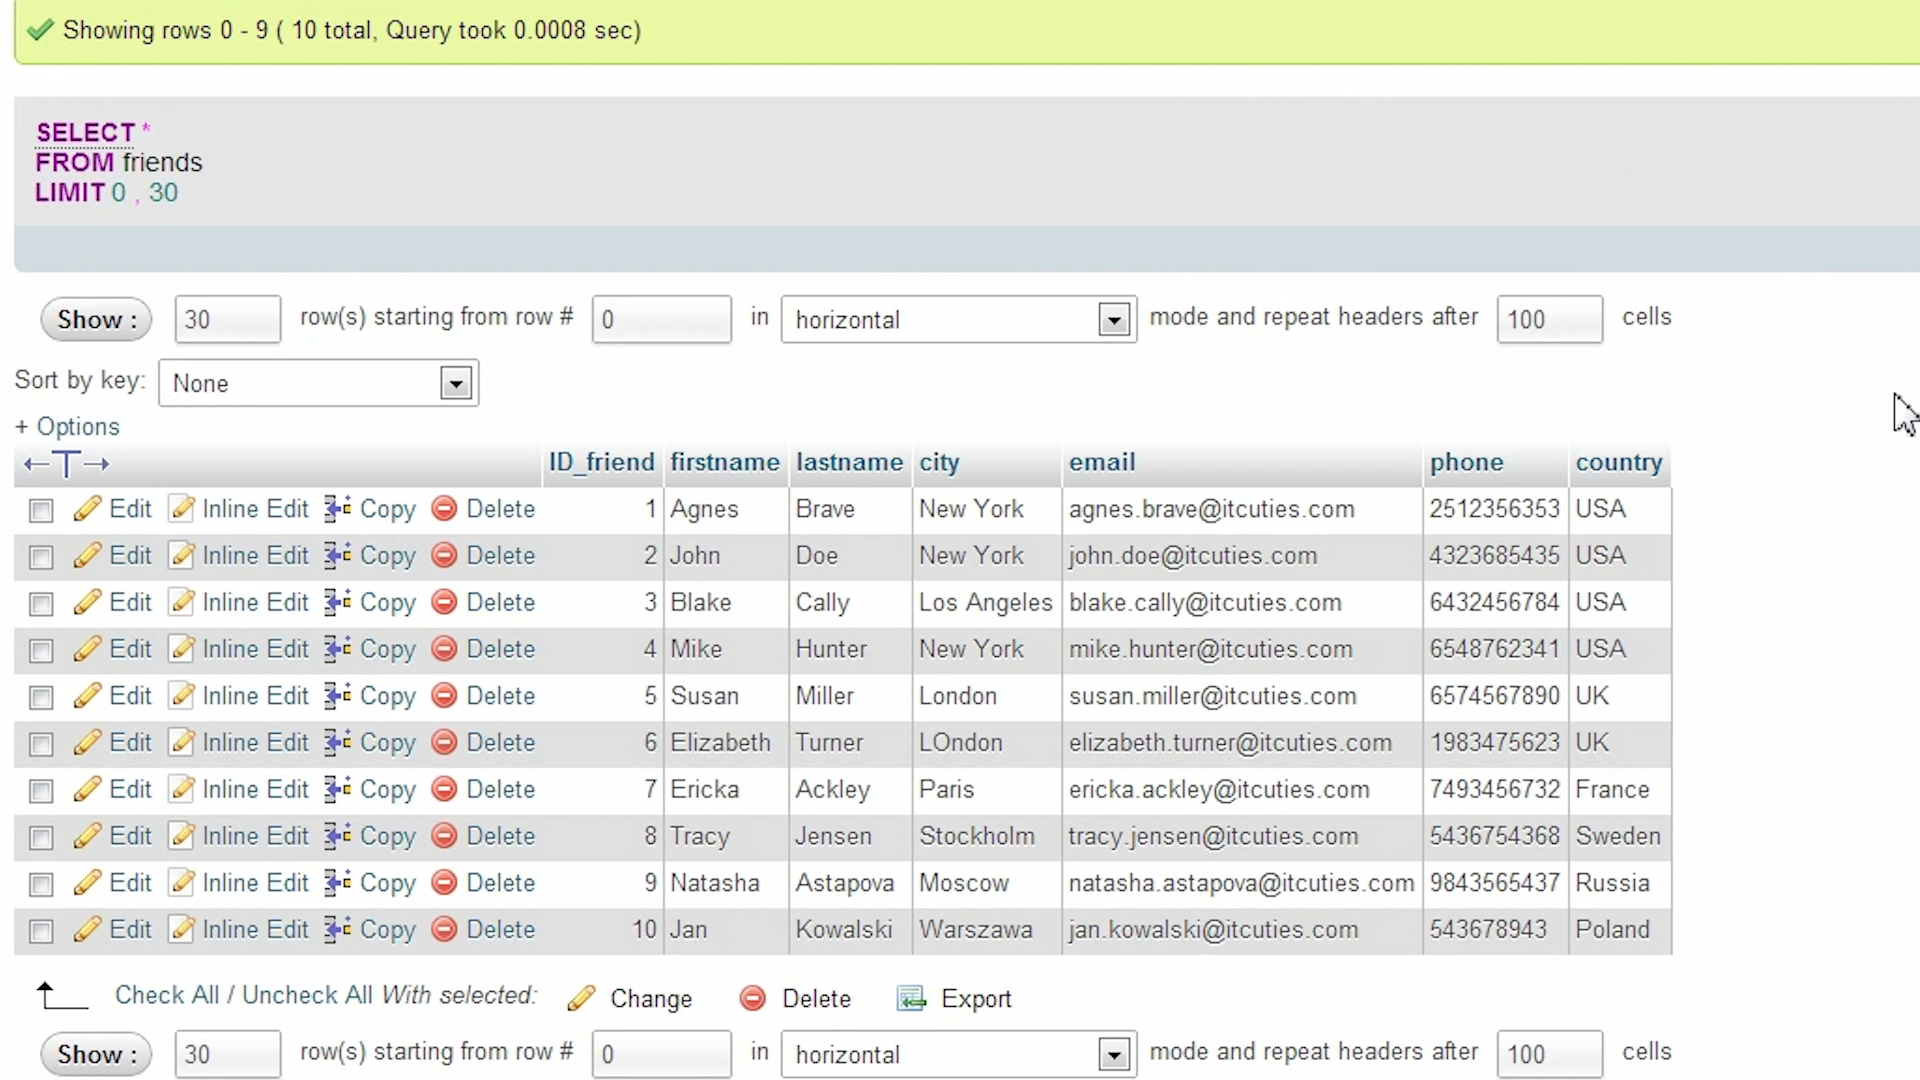 Showing rows 0 - 9 ( 10 total, Query took 0.0008 sec)
SELECT *
FROM friends
LIMIT 0 , 30
Show : 30 row(s) starting from row # 0 in horizontal mode and repeat headers after 100 cells
Sort by key: None
+ Options
←T→ ID_friend firstname lastname city email phone country
Edit Inline Edit Copy Delete 1 Agnes Brave New York agnes.brave@itcuties.com 2512356353 USA
Edit Inline Edit Copy Delete 2 John Doe New York john.doe@itcuties.com 4323685435 USA
Edit Inline Edit Copy Delete 3 Blake Cally Los Angeles blake.cally@itcuties.com 6432456784 USA
Edit Inline Edit Copy Delete 4 Mike Hunter New York mike.hunter@itcuties.com 6548762341 USA
Edit Inline Edit Copy Delete 5 Susan Miller London susan.miller@itcuties.com 6574567890 UK
Edit Inline Edit Copy Delete 6 Elizabeth Turner LOndon elizabeth.turner@itcuties.com 1983475623 UK
Edit Inline Edit Copy Delete 7 Ericka Ackley Paris ericka.ackley@itcuties.com 7493456732 France
Edit Inline Edit Copy Delete 8 Tracy Jensen Stockholm tracy.jensen@itcuties.com 5436754368 Sweden
Edit Inline Edit Copy Delete 9 Natasha Astapova Moscow natasha.astapova@itcuties.com 9843565437 Russia
Edit Inline Edit Copy Delete 10 Jan Kowalski Warszawa jan.kowalski@itcuties.com 543678943 Poland
Check All / Uncheck All With selected: Change Delete Export
Show : 30 row(s) starting from row # 0 in horizontal mode and repeat headers after 100 cells